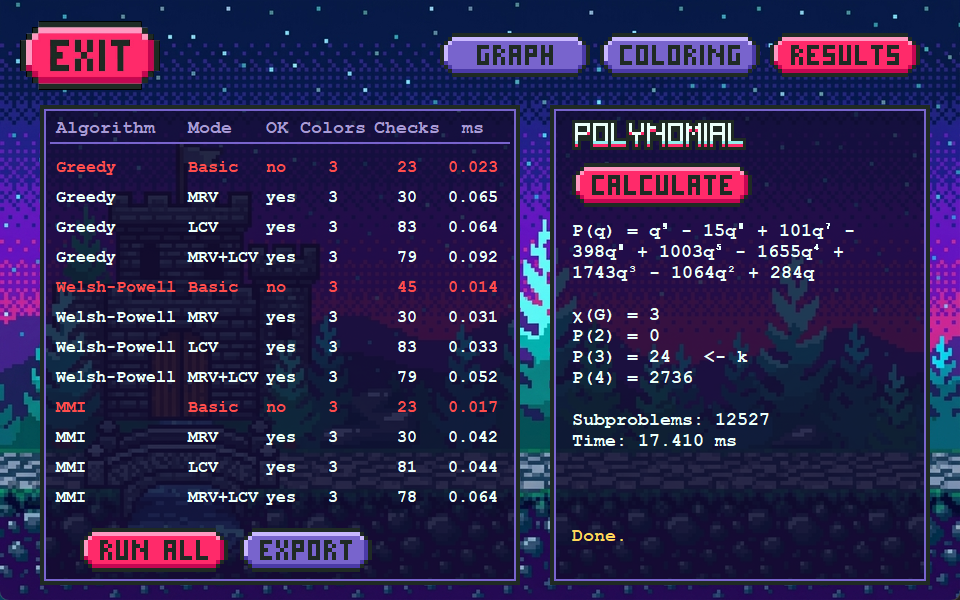 EXIT
GRAPH COLORING RESULTS
Algorithm Mode OK Colors Checks ms
Greedy Basic no 3 23 0.023
Greedy MRV yes 3 30 0.065
Greedy LCV yes 3 83 0.064
Greedy MRV+LCV yes 3 79 0.092
Welsh-Powell Basic no 3 45 0.014
Welsh-Powell MRV yes 3 30 0.031
Welsh-Powell LCV yes 3 83 0.033
Welsh-Powell MRV+LCV yes 3 79 0.052
MMI Basic no 3 23 0.017
MMI MRV yes 3 30 0.042
MMI LCV yes 3 81 0.044
MMI MRV+LCV yes 3 78 0.064
RUN ALL EXPORT
POLYNOMIAL
CALCULATE
P(q) = q⁹ - 15q⁸ + 101q⁷ -
398q⁶ + 1003q⁵ - 1655q⁴ +
1743q³ - 1064q² + 284q
χ(G) = 3
P(2) = 0
P(3) = 24 <- k
P(4) = 2736
Subproblems: 12527
Time: 17.410 ms
Done.